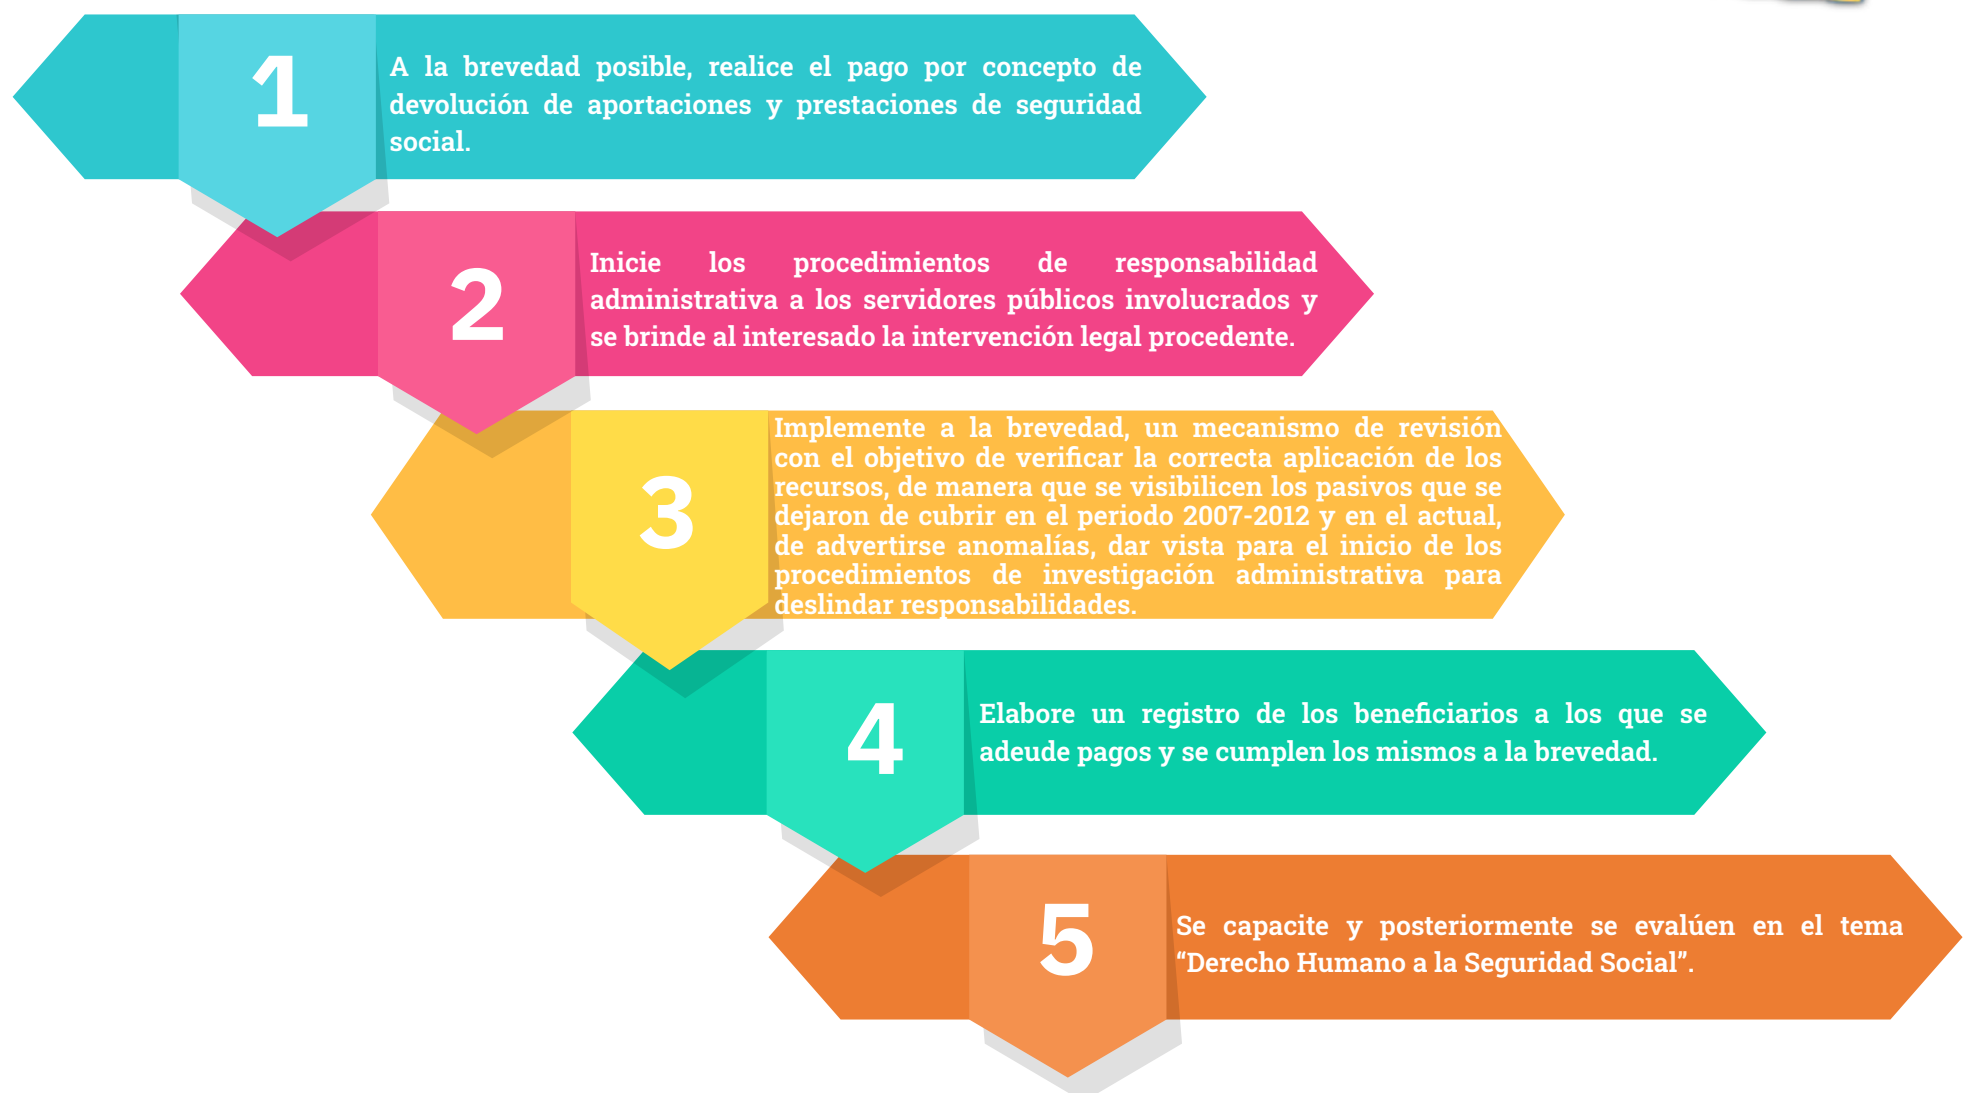 1
A la brevedad posible, realice el pago por concepto de
devolución de aportaciones y prestaciones de seguridad
social.
2
Inicie los procedimientos de responsabilidad
administrativa a los servidores públicos involucrados y
se brinde al interesado la intervención legal procedente.
3
Implemente a la brevedad, un mecanismo de revisión
con el objetivo de verificar la correcta aplicación de los
recursos, de manera que se visibilicen los pasivos que se
dejaron de cubrir en el periodo 2007-2012 y en el actual,
de advertirse anomalías, dar vista para el inicio de los
procedimientos de investigación administrativa para
deslindar responsabilidades.
4
Elabore un registro de los beneficiarios a los que se
adeude pagos y se cumplen los mismos a la brevedad.
5
Se capacite y posteriormente se evalúen en el tema
“Derecho Humano a la Seguridad Social”.